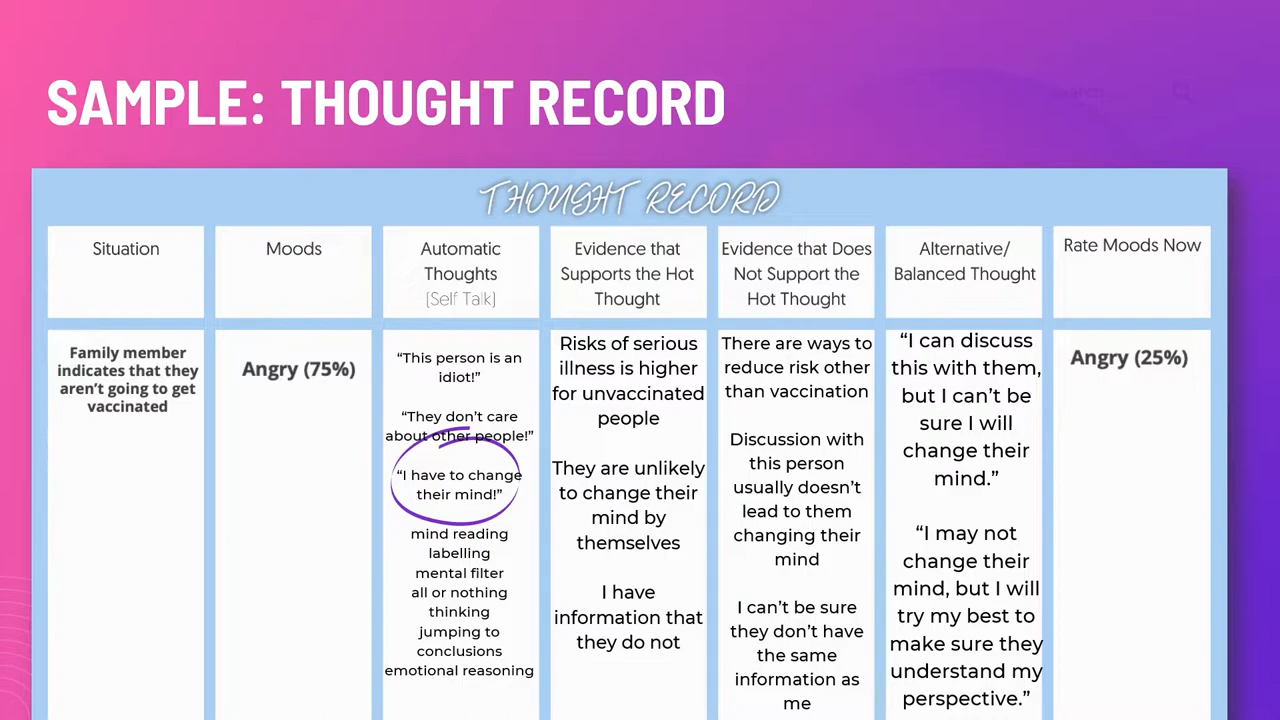 SAMPLE: THOUGHT RECORD
THOUGHT RECORD
Situation
Moods
Automatic
Thoughts
[Self Talk]
Evidence that
Supports the Hot
Thought
Evidence that Does
Not Support the
Hot Thought
Alternative/
Balanced Thought
Rate Moods Now
Family member
indicates that they
aren’t going to get
vaccinated
Angry (75%)
“This person is an
idiot!”
“They don’t care
about other people!”
“I have to change
their mind!”
mind reading
labelling
mental filter
all or nothing
thinking
jumping to
conclusions
emotional reasoning
Risks of serious
illness is higher
for unvaccinated
people
They are unlikely
to change their
mind by
themselves
I have
information that
they do not
There are ways to
reduce risk other
than vaccination
Discussion with
this person
usually doesn’t
lead to them
changing their
mind
I can’t be sure
they don’t have
the same
information as
me
“I can discuss
this with them,
but I can’t be
sure I will
change their
mind.”
“I may not
change their
mind, but I will
try my best to
make sure they
understand my
perspective.”
Angry (25%)